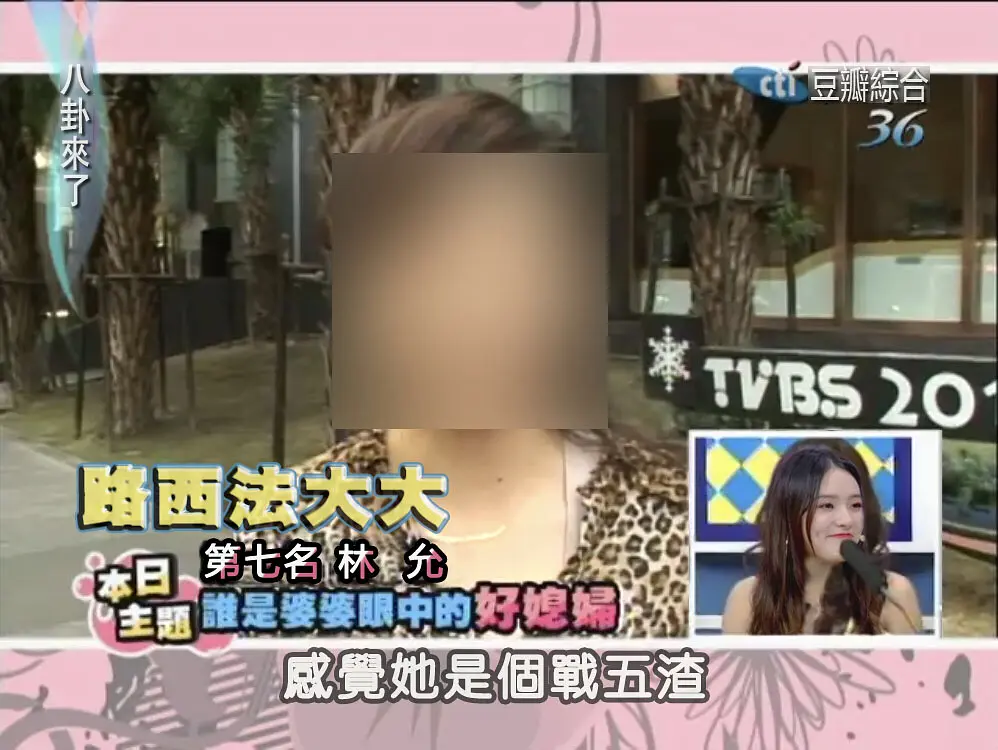 八卦來了
cti 豆瓣綜合
36
TVBS 201
路西法大大
第七名 林 允
本日主題
誰是婆婆眼中的好媳婦
感覺她是個戰五渣